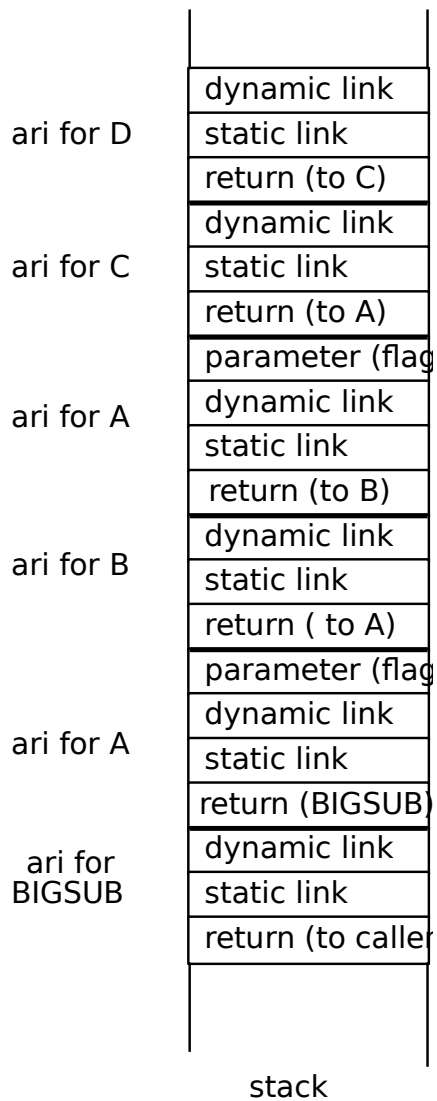 dynamic link
ari for D
static link
return (to C)
dynamic link
ari for C
static link
return (to A)
parameter (flag
dynamic link
ari for A
static link
return (to B)
dynamic link
ari for B
static link
return ( to A)
parameter (flag
dynamic link
ari for A
static link
return (BIGSUB)
dynamic link
ari for
BIGSUB
static link
return (to caller
stack